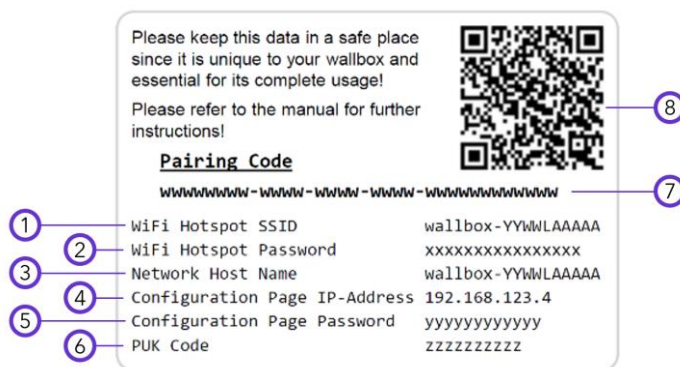 Please keep this data in a safe place
since it is unique to your wallbox and
essential for its complete usage!
Please refer to the manual for further
instructions!
8
Pairing Code
wwwwwwww-wwww-wwww-wwww-wwwwwwwwwwww 7
1 WiFi Hotspot SSID wallbox-YYWWLAAAAA
2 WiFi Hotspot Password xxxxxxxxxxxxxxxx
3 Network Host Name wallbox-YYWWLAAAAA
4 Configuration Page IP-Address 192.168.123.4
5 Configuration Page Password yyyyyyyyyyyy
6 PUK Code zzzzzzzzzz